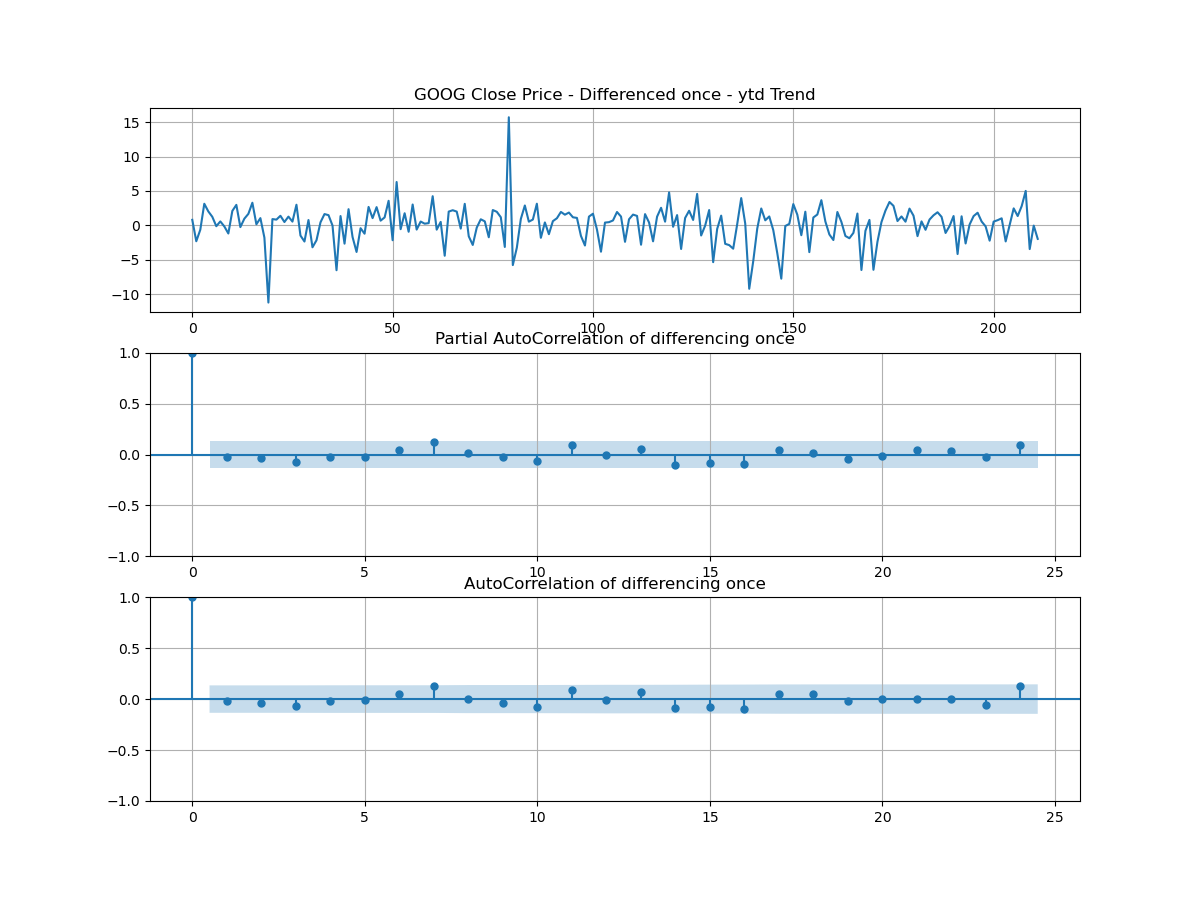 GOOG Close Price - Differenced once - ytd Trend
15
10
5
0
−5
−10
0 50 100 150 200
Partial AutoCorrelation of differencing once
1.0
0.5
0.0
−0.5
−1.0
0 5 10 15 20 25
AutoCorrelation of differencing once
1.0
0.5
0.0
−0.5
−1.0
0 5 10 15 20 25